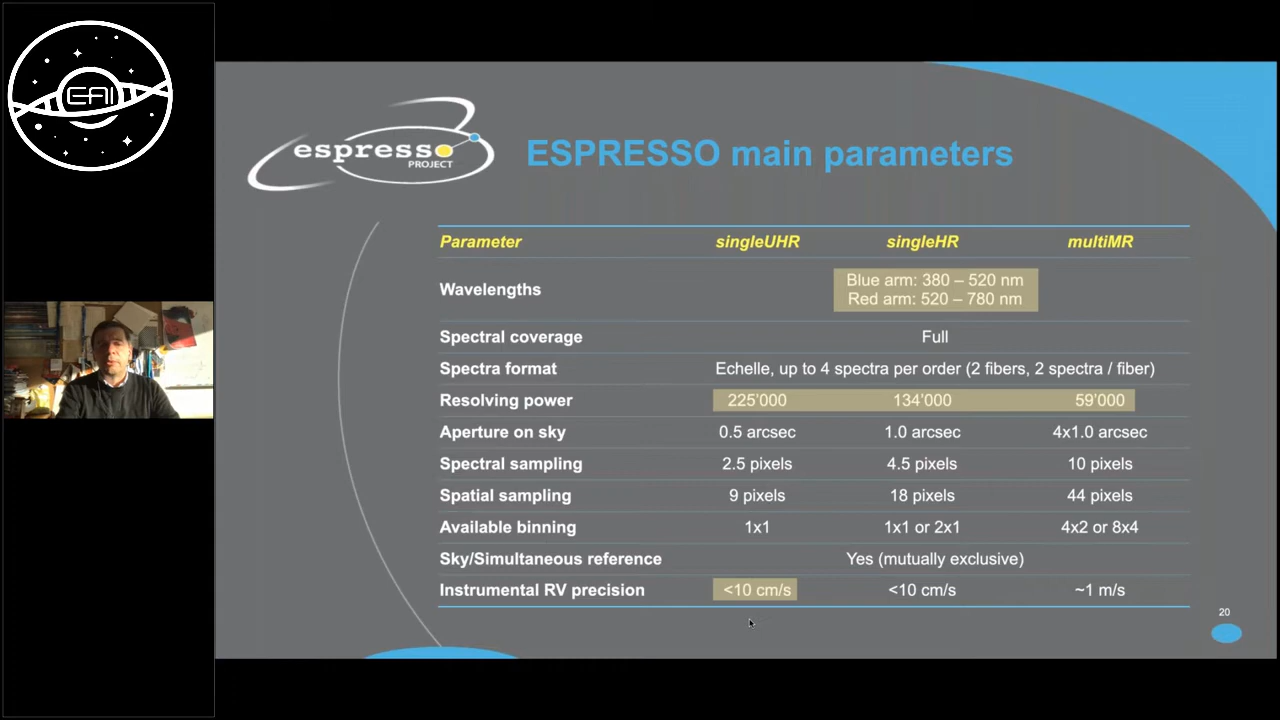 EAI
espresso
PROJECT
ESPRESSO main parameters
Parameter singleUHR singleHR multiMR
Wavelengths Blue arm: 380 – 520 nm
Red arm: 520 – 780 nm
Spectral coverage Full
Spectra format Echelle, up to 4 spectra per order (2 fibers, 2 spectra / fiber)
Resolving power 225’000 134’000 59’000
Aperture on sky 0.5 arcsec 1.0 arcsec 4x1.0 arcsec
Spectral sampling 2.5 pixels 4.5 pixels 10 pixels
Spatial sampling 9 pixels 18 pixels 44 pixels
Available binning 1x1 1x1 or 2x1 4x2 or 8x4
Sky/Simultaneous reference Yes (mutually exclusive)
Instrumental RV precision <10 cm/s <10 cm/s ~1 m/s
20